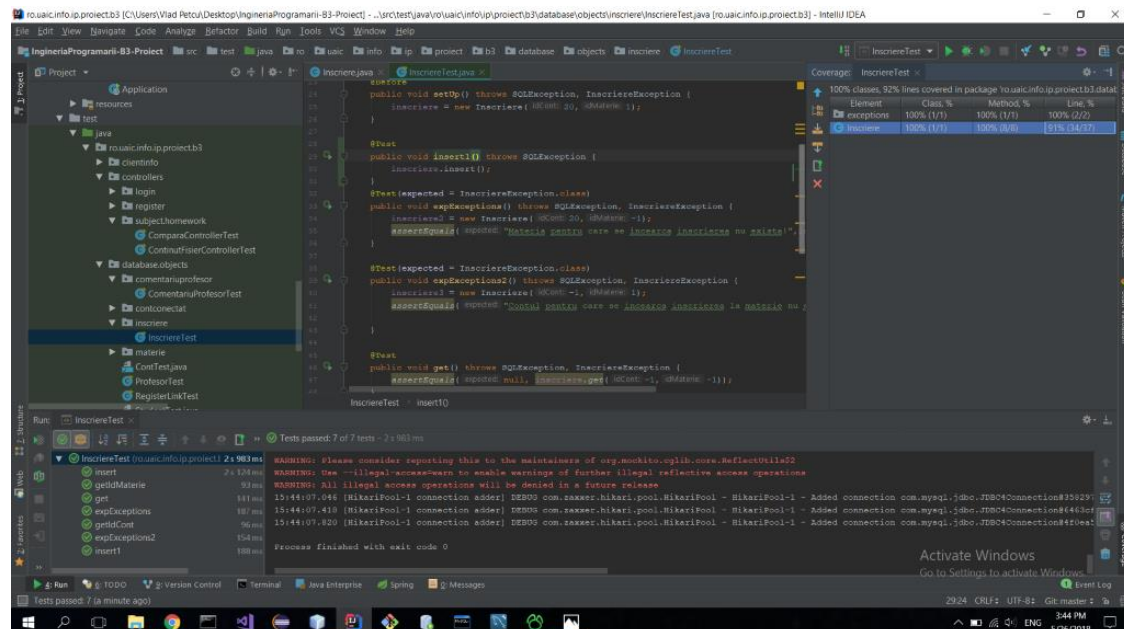 ro.uaic.info.ip.proiect.b3 [C:\Users\Vlad Petcu\Desktop\IngineriaProgramarii-B3-Proiect] - ...\src\test\java\ro\uaic\info\ip\proiect\b3\database\objects\inscriere\InscriereTest.java [ro.uaic.info.ip.proiect.b3] - IntelliJ IDEA
File Edit View Navigate Code Analyze Refactor Build Run Tools VCS Window Help
IngineriaProgramarii-B3-Proiect src test java ro uaic info ip proiect b3 database objects inscriere InscriereTest
InscriereTest
Project
Application
resources
test
java
ro.uaic.info.ip.proiect.b3
clientinfo
controllers
login
register
subject.homework
ComparaControllerTest
ContinutFisierControllerTest
database.objects
comentariuprofesor
ComentariuProfesorTest
contconectat
inscriere
InscriereTest
materie
ContTest.java
ProfesorTest
RegisterLinkTest
Inscriere.java InscriereTest.java
@Before
public void setUp() throws SQLException, InscriereException {
inscriere = new Inscriere( idCont: 20, idMaterie: 1);
}
@Test
public void insert1() throws SQLException {
inscriere.insert();
}
@Test(expected = InscriereException.class)
public void expExceptions() throws SQLException, InscriereException {
inscriere2 = new Inscriere( idCont: 20, idMaterie: -1);
assertEquals( expected: "Materia pentru care se incearca inscrierea nu exista!",
}
@Test(expected = InscriereException.class)
public void expExceptions2() throws SQLException, InscriereException {
inscriere3 = new Inscriere( idCont: -1, idMaterie: 1);
assertEquals( expected: "Contul pentru care se incearca inscrierea la materie nu
}
@Test
public void get() throws SQLException, InscriereException {
assertEquals( expected: null, inscriere.get( idCont: -1, idMaterie: -1));
InscriereTest insert1()
Coverage: InscriereTest
100% classes, 92% lines covered in package 'ro.uaic.info.ip.proiect.b3.datab
Element Class, % Method, % Line, %
exceptions 100% (1/1) 100% (1/1) 100% (2/2)
Inscriere 100% (1/1) 100% (8/8) 91% (34/37)
Run: InscriereTest
Tests passed: 7 of 7 tests - 2 s 983 ms
InscriereTest (ro.uaic.info.ip.proiect.l 2 s 983 ms
insert 2 s 124 ms
getIdMaterie 93 ms
get 141 ms
expExceptions 187 ms
getIdCont 96 ms
expExceptions2 154 ms
insert1 188 ms
WARNING: Please consider reporting this to the maintainers of org.mockito.cglib.core.ReflectUtils$2
WARNING: Use --illegal-access=warn to enable warnings of further illegal reflective access operations
WARNING: All illegal access operations will be denied in a future release
15:44:07.046 [HikariPool-1 connection adder] DEBUG com.zaxxer.hikari.pool.HikariPool - HikariPool-1 - Added connection com.mysql.jdbc.JDBC4Connection@35829
15:44:07.410 [HikariPool-1 connection adder] DEBUG com.zaxxer.hikari.pool.HikariPool - HikariPool-1 - Added connection com.mysql.jdbc.JDBC4Connection@6463c
15:44:07.820 [HikariPool-1 connection adder] DEBUG com.zaxxer.hikari.pool.HikariPool - HikariPool-1 - Added connection com.mysql.jdbc.JDBC4Connection@4f0ea
Process finished with exit code 0
Activate Windows
Go to Settings to activate Windows.
1: Project
7: Structure
Web
Favorites
4: Run 6: TODO 9: Version Control Terminal Java Enterprise Spring 0: Messages Event Log
Tests passed: 7 (a minute ago) 29:24 CRLF UTF-8 Git: master
ENG 3:44 PM